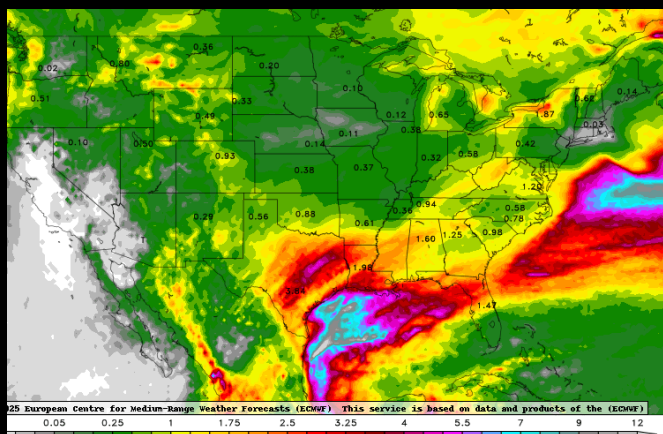 0.36
0.02 0.80 0.20
0.51 0.33 0.10 0.14
0.49 0.12 0.65 1.87 0.62
0.11 0.38 0.03
0.10 0.50 0.14 0.42
0.93 0.32 0.58
0.38 0.37
1.20
0.94
0.29 0.56 0.88 0.36 0.58
0.61 0.78
1.60 1.25 0.98
1.98
3.64
1.47
025 European Centre for Medium-Range Weather Forecasts (ECMWF) This service is based on data and products of the (ECMWF)
0.05 0.25 1 1.75 2.5 3.25 4 5.5 7 9 12